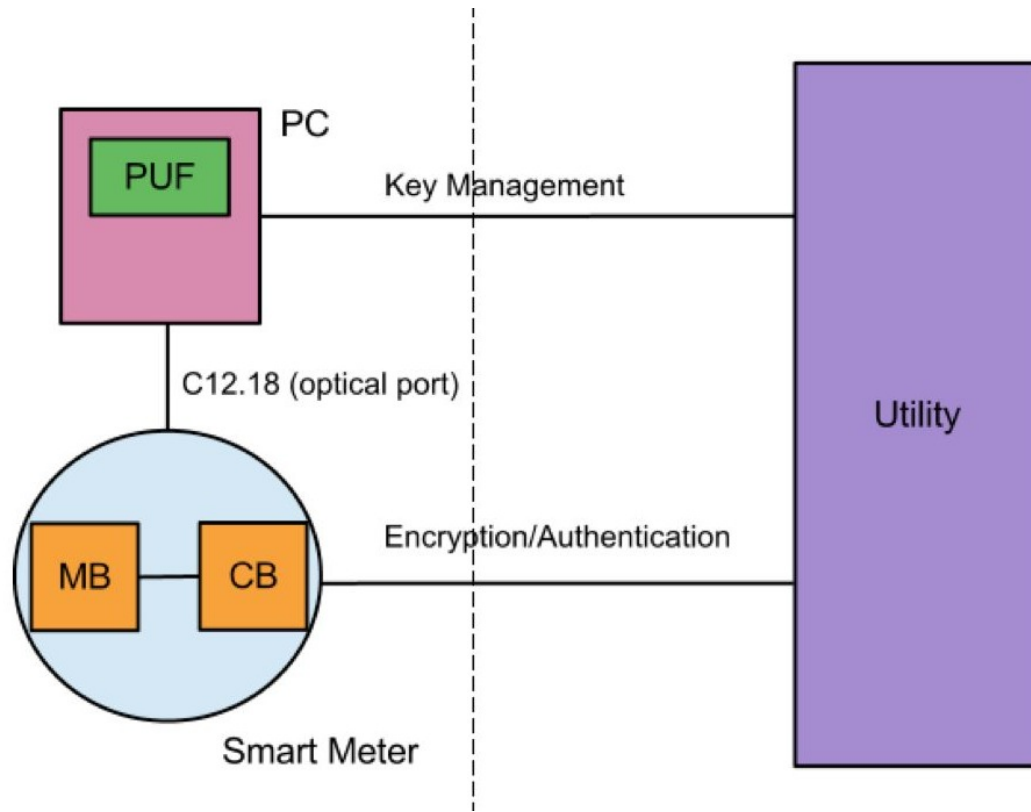 PC
PUF
Key Management
C12.18 (optical port)
Utility
MB
CB
Encryption/Authentication
Smart Meter